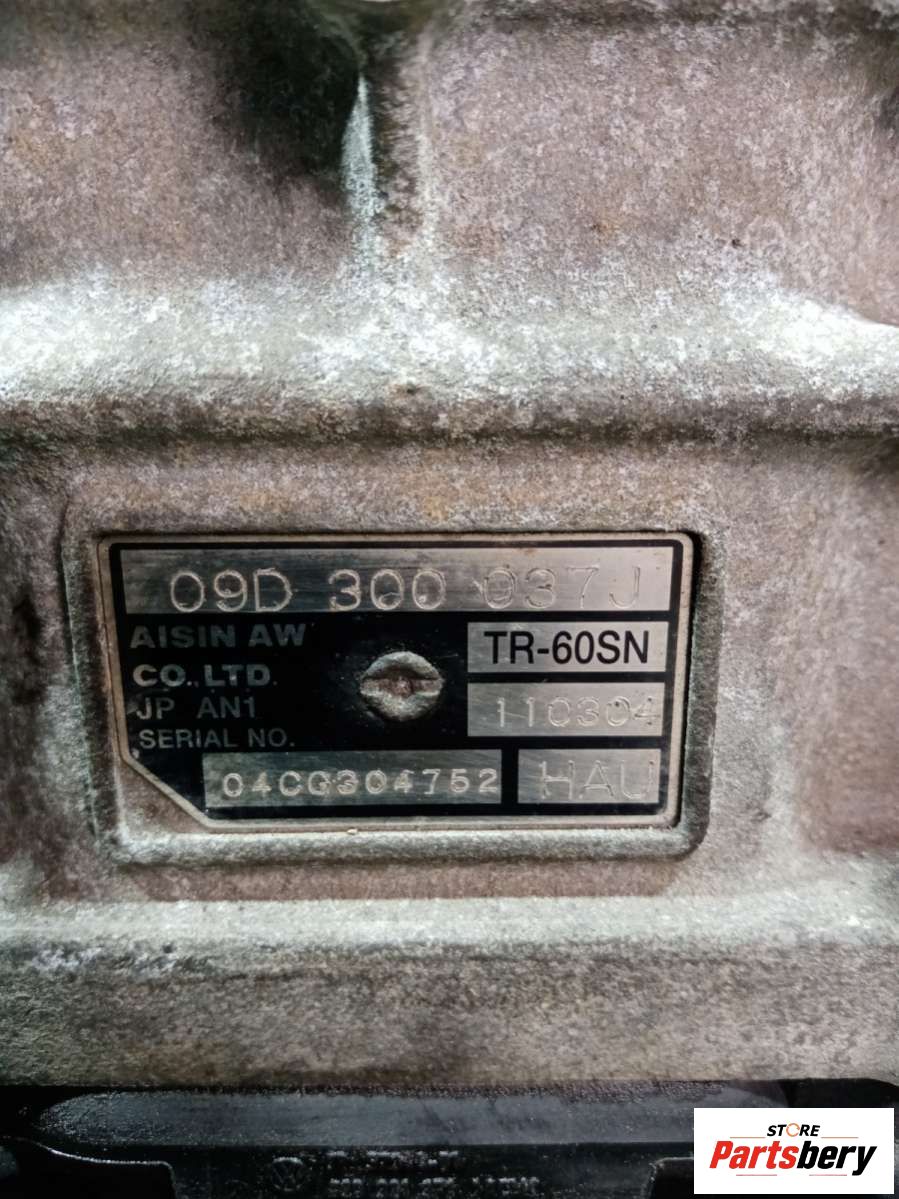 09D 300 037J
AISIN AW
CO.,LTD.
TR-60SN
JP AN1
110304
SERIAL NO.
04CG304752
HAU
STORE
Partsbery